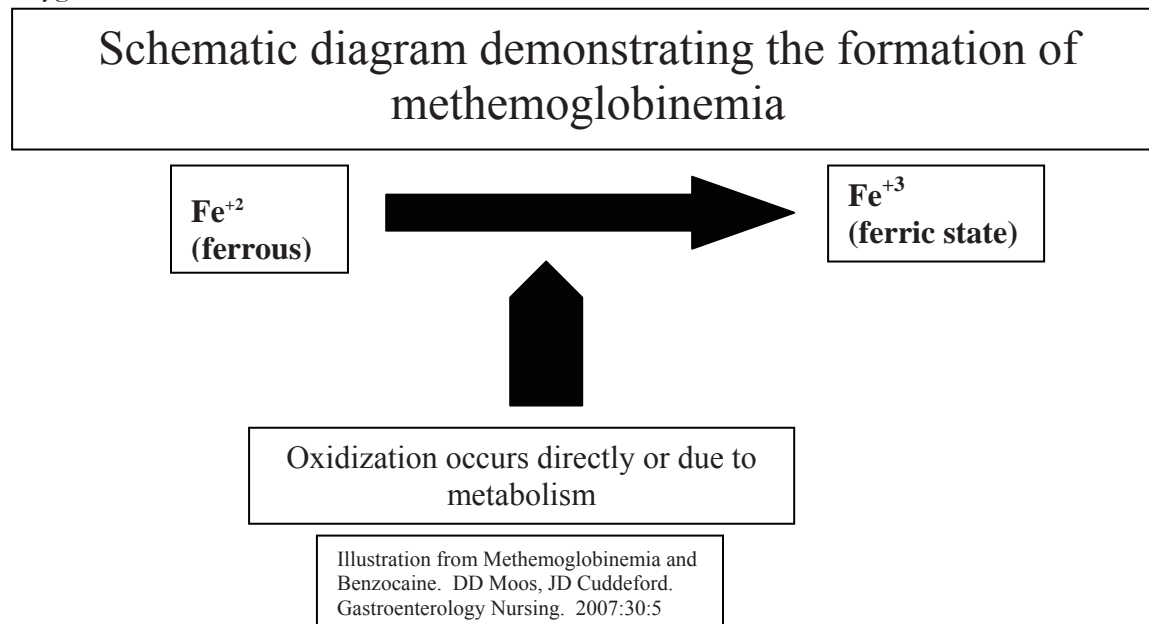 Schematic diagram demonstrating the formation of
methemoglobinemia
Fe+2
(ferrous)
Fe+3
(ferric state)
Oxidization occurs directly or due to
metabolism
Illustration from Methemoglobinemia and
Benzocaine. DD Moos, JD Cuddeford.
Gastroenterology Nursing. 2007:30:5